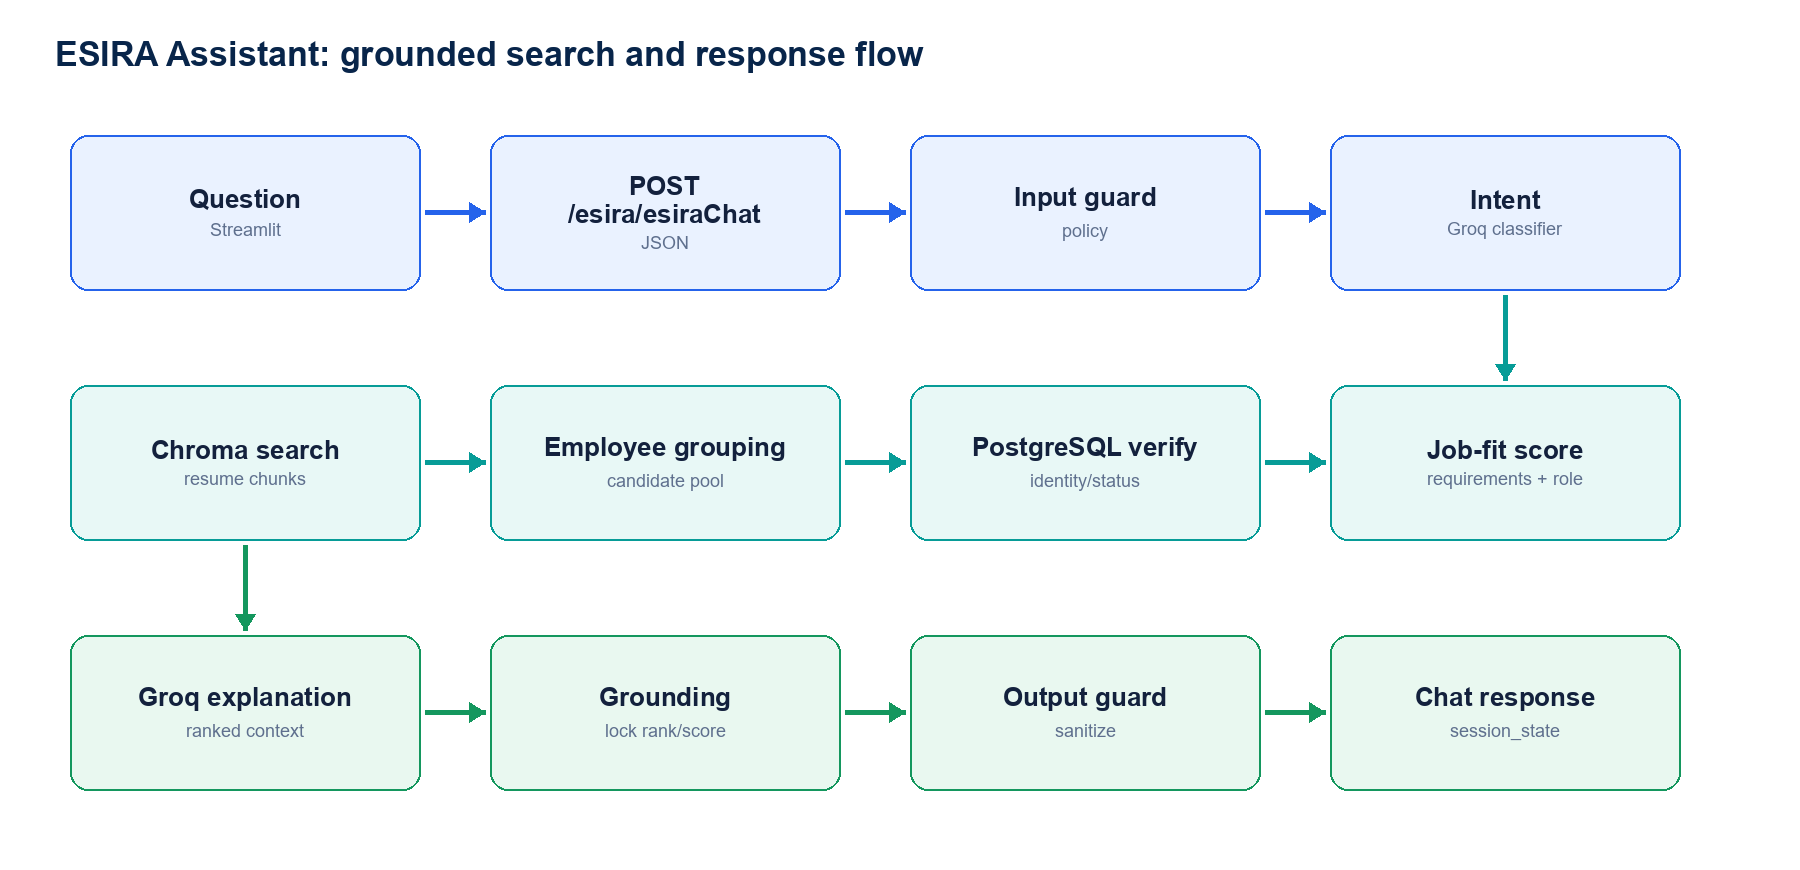 ESIRA Assistant: grounded search and response flow
Question
Streamlit
POST
/esira/esiraChat
JSON
Input guard
policy
Intent
Groq classifier
Chroma search
resume chunks
Employee grouping
candidate pool
PostgreSQL verify
identity/status
Job-fit score
requirements + role
Groq explanation
ranked context
Grounding
lock rank/score
Output guard
sanitize
Chat response
session_state